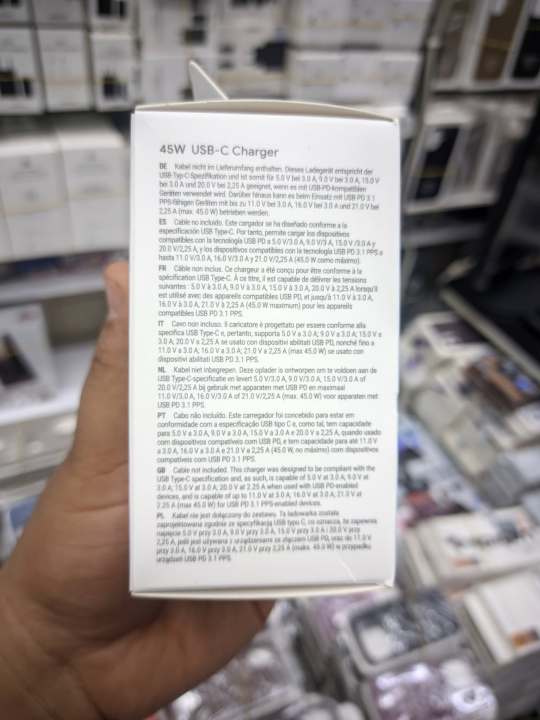 45W USB-C Charger
DE Kabel nicht im Lieferumfang enthalten. Dieses Ladegerät entspricht der
USB-Typ-C-Spezifikation und ist somit für 5.0 V bei 3.0 A, 9.0 V bei 3.0 A, 15.0 V
bei 3.0 A und 20.0 V bei 2,25 A geeignet, wenn es mit USB-PD-kompatiblen
Geräten verwendet wird. Darüber hinaus kann es beim Einsatz mit USB PD 3.1
PPS-fähigen Geräten mit bis zu 11.0 V bei 3.0 A, 16.0 V bei 3.0 A und 21.0 V bei
2,25 A (max. 45.0 W) betrieben werden.
ES Cable no incluido. Este cargador se ha diseñado conforme a la
especificación USB Type-C. Por tanto, permite cargar los dispositivos
compatibles con la tecnología USB PD a 5.0 V/3.0 A, 9.0 V/3 A, 15.0 V/3.0 A y
20.0 V/2,25 A, y los dispositivos compatibles con USB PD 3.1 PPS a
hasta 11.0 V/3.0 A, 16.0 V/3.0 A y 21.0 V/2,25 A (45.0 W como máximo).
FR Câble non inclus. Ce chargeur a été conçu pour être conforme à la
spécification USB Type-C. À ce titre, il est capable de délivrer les tensions
suivantes : 5.0 V à 3.0 A, 9.0 V à 3.0 A, 15.0 V à 3.0 A, 20.0 V à 2,25 A lorsqu'il
est utilisé avec des appareils compatibles USB PD, et jusqu'à 11.0 V à 3.0 A,
16.0 V à 3.0 A, 21.0 V à 2,25 A (45.0 W maximum) pour les appareils
compatibles USB PD 3.1 PPS.
IT Cavo non incluso. Il caricatore è progettato per essere conforme alla
specifica USB Type-C e, pertanto, supporta 5.0 V a 3.0 A; 9.0 V a 3.0 A; 15.0 V a
3.0 A; 20.0 V a 2,25 A se usato con dispositivi abilitati USB PD, nonché fino a
11.0 V a 3.0 A; 16.0 V a 3.0 A; 21.0 V a 2,25 A (max 45.0 W) se usato con
dispositivi abilitati USB PD 3.1 PPS.
NL Kabel niet inbegrepen. Deze oplader is ontworpen om te voldoen aan de
USB Type-C-specificatie en levert 5.0 V/3.0 A, 9.0 V/3.0 A, 15.0 V/3.0 A of
20.0 V/2,25 A bij gebruik met apparaten met USB PD en maximaal
11.0 V/3.0 A, 16.0 V/3.0 A of 21.0 V/2,25 A (max. 45.0 W) voor apparaten met
USB PD 3.1 PPS.
PT Cabo não incluído. Este carregador foi concebido para estar em
conformidade com a especificação USB tipo C e, como tal, tem capacidade
para 5.0 V a 3.0 A, 9.0 V a 3.0 A, 15.0 V a 3.0 A e 20.0 V a 2,25 A, quando usado
com dispositivos compatíveis com USB PD, e tem capacidade para até 11.0 V
a 3.0 A, 16.0 V a 3.0 A e 21.0 V a 2,25 A (45.0 W, no máximo) com dispositivos
compatíveis com USB PD 3.1 PPS.
GB Cable not included. This charger was designed to be compliant with the
USB Type-C specification and, as such, is capable of 5.0 V at 3.0 A; 9.0 V at
3.0 A; 15.0 V at 3.0 A; 20.0 V at 2.25 A when used with USB PD-enabled
devices, and is capable of up to 11.0 V at 3.0 A; 16.0 V at 3.0 A; 21.0 V at
2.25 A (max 45.0 W) for USB PD 3.1 PPS-enabled devices.
PL Kabel nie jest dołączony do zestawu. Ta ładowarka została
zaprojektowana zgodnie ze specyfikacją USB typu C, co oznacza, że zapewnia
napięcie 5.0 V przy 3.0 A, 9.0 V przy 3.0 A, 15.0 V przy 3.0 A i 20.0 V przy
2,25 A, jeśli jest używana z urządzeniami ze złączem USB PD, oraz do 11.0 V
przy 3.0 A, 16.0 V przy 3.0 A, 21.0 V przy 2,25 A (maks. 45.0 W) w przypadku
urządzeń USB PD 3.1 PPS.